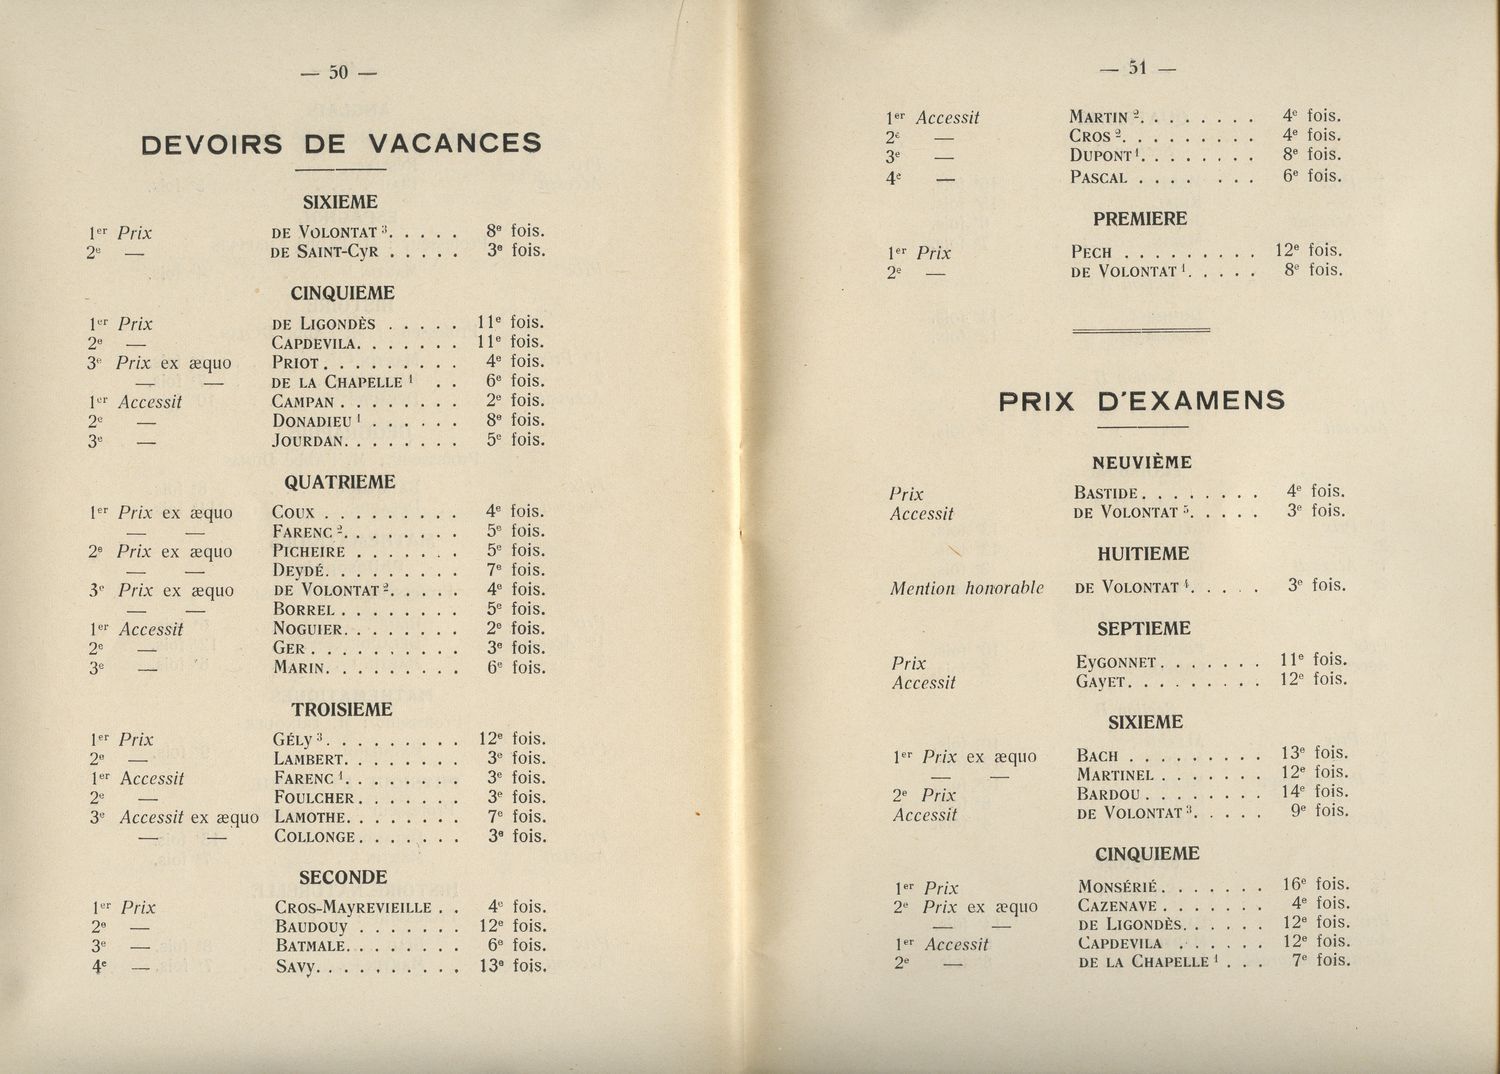 — 50 —
DEVOIRS DE VACANCES
SIXIEME
1er Prix DE VOLONTAT 3. . . . . 8e fois.
2e — DE SAINT-CYR . . . . . 3e fois.
CINQUIEME
1er Prix DE LIGONDÈS . . . . . 11e fois.
2e — CAPDEVILA. . . . . . . 11e fois.
3e Prix ex æquo PRIOT. . . . . . . . . 4e fois.
— — DE LA CHAPELLE 1 . . 6e fois.
1er Accessit CAMPAN . . . . . . . . 2e fois.
2e — DONADIEU 1 . . . . . . 8e fois.
3e — JOURDAN. . . . . . . . 5e fois.
QUATRIEME
1er Prix ex æquo COUX . . . . . . . . . 4e fois.
— — FARENC 2. . . . . . . . 5e fois.
2e Prix ex æquo PICHEIRE . . . . . . . 5e fois.
— — DEYDÉ. . . . . . . . . 7e fois.
3e Prix ex æquo DE VOLONTAT 2. . . . . 4e fois.
— — BORREL . . . . . . . . 5e fois.
1er Accessit NOGUIER. . . . . . . . 2e fois.
2e — GER . . . . . . . . . . 3e fois.
3e — MARIN. . . . . . . . . 6e fois.
TROISIEME
1er Prix GÉLY 3. . . . . . . . . 12e fois.
2e — LAMBERT. . . . . . . . 3e fois.
1er Accessit FARENC 1. . . . . . . . 3e fois.
2e — FOULCHER . . . . . . . 3e fois.
3e Accessit ex æquo LAMOTHE. . . . . . . . 7e fois.
— — COLLONGE . . . . . . . 3e fois.
SECONDE
1er Prix CROS-MAYREVIEILLE . . 4e fois.
2e — BAUDOUY . . . . . . . 12e fois.
3e — BATMALE. . . . . . . . 6e fois.
4e — SAVY. . . . . . . . . . 13e fois.
— 51 —
1er Accessit MARTIN 2. . . . . . . . 4e fois.
2e — CROS 2. . . . . . . . . 4e fois.
3e — DUPONT 1. . . . . . . . 8e fois.
4e — PASCAL . . . . . . . 6e fois.
PREMIERE
1er Prix PECH . . . . . . . . . 12e fois.
2e — DE VOLONTAT 1. . . . . 8e fois.
PRIX D'EXAMENS
NEUVIÈME
Prix BASTIDE. . . . . . . . 4e fois.
Accessit DE VOLONTAT 5. . . . . 3e fois.
HUITIEME
Mention honorable DE VOLONTAT 4. . . . . 3e fois.
SEPTIEME
Prix EYGONNET. . . . . . . 11e fois.
Accessit GAYET. . . . . . . . . 12e fois.
SIXIEME
1er Prix ex æquo BACH . . . . . . . . . 13e fois.
— — MARTINEL . . . . . . . 12e fois.
2e Prix BARDOU . . . . . . . . 14e fois.
Accessit DE VOLONTAT 3. . . . . 9e fois.
CINQUIEME
1er Prix MONSÉRIÉ. . . . . . . 16e fois.
2e Prix ex æquo CAZENAVE . . . . . . . 4e fois.
— — DE LIGONDÈS. . . . . . 12e fois.
1er Accessit CAPDEVILA . . . . . . 12e fois.
2e — DE LA CHAPELLE 1 . . . 7e fois.